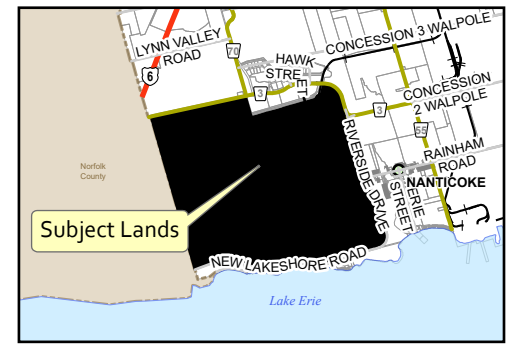 LYNN VALLEY
ROAD
6
70
HAWK
STREET
CONCESSION 3 WALPOLE
3
3
CONCESSION
2 WALPOLE
55
RAINHAM
ROAD
Norfolk
County
RIVERSIDE DRIVE
NANTICOKE
ERIE
STREET
Subject Lands
NEW LAKESHORE ROAD
Lake Erie